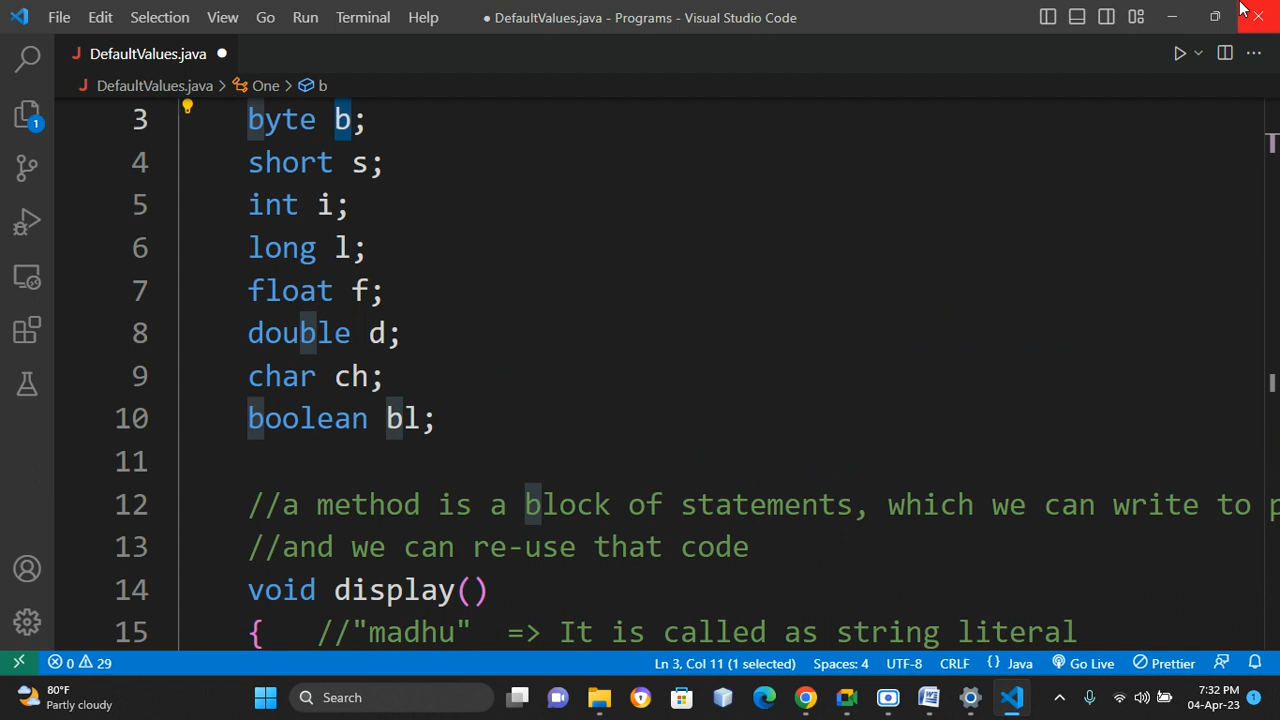 File Edit Selection View Go Run Terminal Help ● DefaultValues.java - Programs - Visual Studio Code
J DefaultValues.java ●
J DefaultValues.java > One > b
3 byte b;
4 short s;
5 int i;
6 long l;
7 float f;
8 double d;
9 char ch;
10 boolean bl;
11
12 //a method is a block of statements, which we can write to p
13 //and we can re-use that code
14 void display()
15 { //"madhu" => It is called as string literal
1
0 29 Ln 3, Col 11 (1 selected) Spaces: 4 UTF-8 CRLF {} Java Go Live Prettier
80°F
Partly cloudy
Search
7:32 PM
04-Apr-23
1